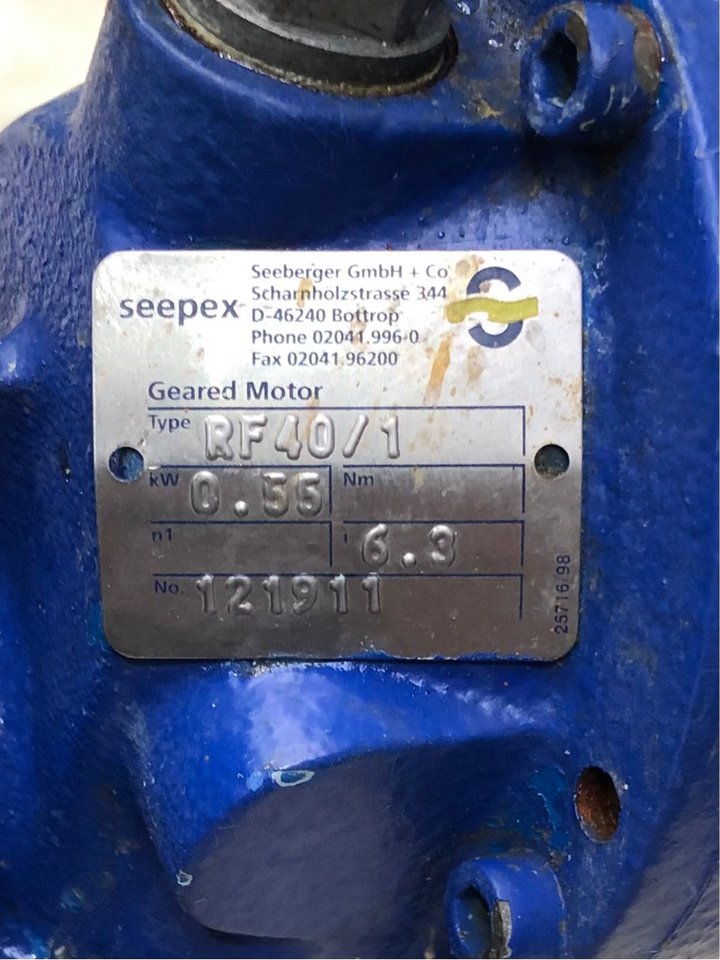 seepex
Seeberger GmbH + Co
Scharnhölzstrasse 344
D-46240 Bottrop
Phone 02041.996-0
Fax 02041.96200
Geared Motor
Type RF40/1
kW 0.55 Nm
n1 i 6.3
No. 121911
25716/98